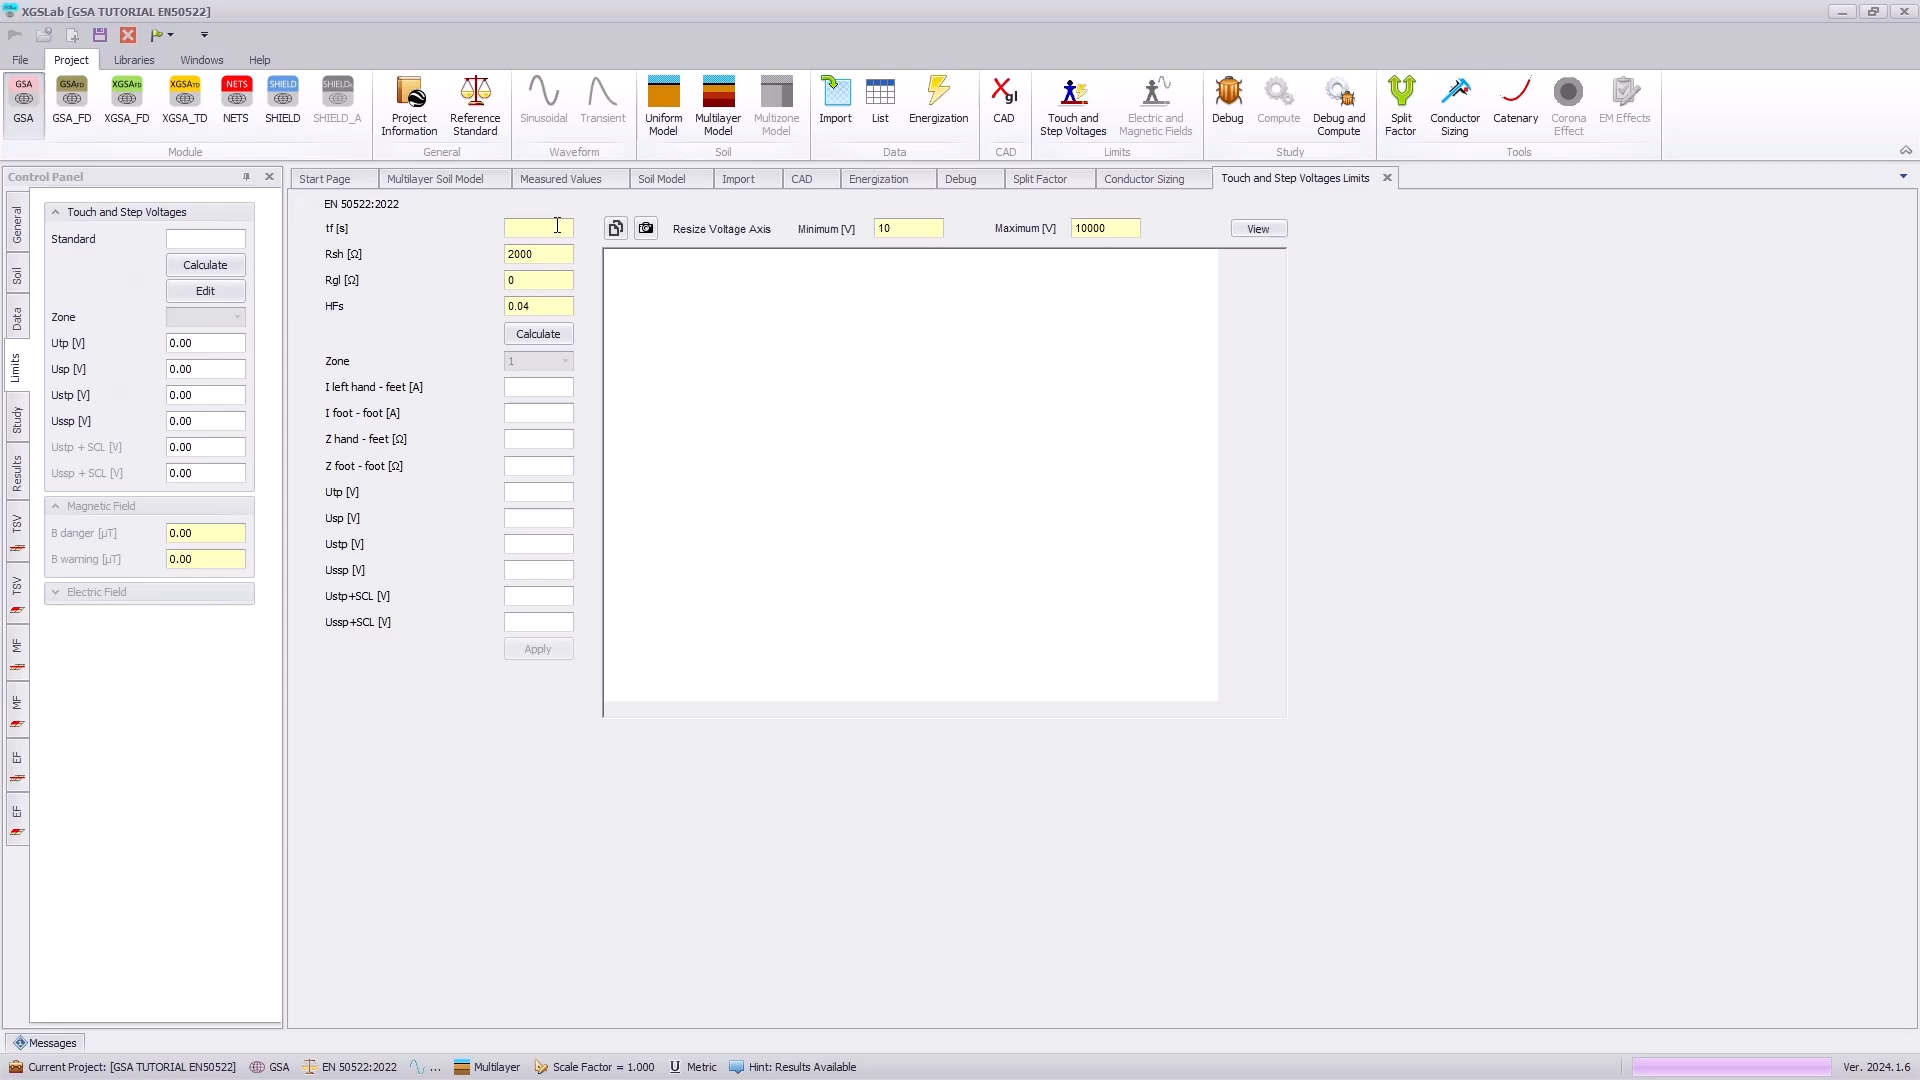 XGSLab [GSA TUTORIAL EN50522]
File Project Libraries Windows Help
GSA GSAFD XGSAFD XGSATD NETS SHIELD SHIELD
GSA GSA_FD XGSA_FD XGSA_TD NETS SHIELD SHIELD_A
Module
Project Information Reference Standard
General
Sinusoidal Transient
Waveform
Uniform Model Multilayer Model Multizone Model
Soil
Import List Energization
Data
Xgl
CAD
CAD
Touch and Step Voltages Electric and Magnetic Fields
Limits
Debug Compute Debug and Compute
Study
Split Factor Conductor Sizing Catenary Corona Effect EM Effects
Tools
Control Panel
Start Page Multilayer Soil Model Measured Values Soil Model Import CAD Energization Debug Split Factor Conductor Sizing Touch and Step Voltages Limits
General
Soil
Data
Limits
Study
Results
TSV
TSV
MF
MF
EF
EF
Touch and Step Voltages
Standard
Calculate
Edit
Zone
Utp [V] 0.00
Usp [V] 0.00
Ustp [V] 0.00
Ussp [V] 0.00
Ustp + SCL [V] 0.00
Ussp + SCL [V] 0.00
Magnetic Field
B danger [µT] 0.00
B warning [µT] 0.00
Electric Field
EN 50522:2022
tf [s]
Rsh [Ω] 2000
Rgl [Ω] 0
HFs 0.04
Calculate
Zone 1
I left hand - feet [A]
I foot - foot [A]
Z hand - feet [Ω]
Z foot - foot [Ω]
Utp [V]
Usp [V]
Ustp [V]
Ussp [V]
Ustp+SCL [V]
Ussp+SCL [V]
Apply
Resize Voltage Axis Minimum [V] 10 Maximum [V] 10000 View
Messages
Current Project: [GSA TUTORIAL EN50522] GSA EN 50522:2022 ... Multilayer Scale Factor = 1.000 U Metric Hint: Results Available Ver. 2024.1.6